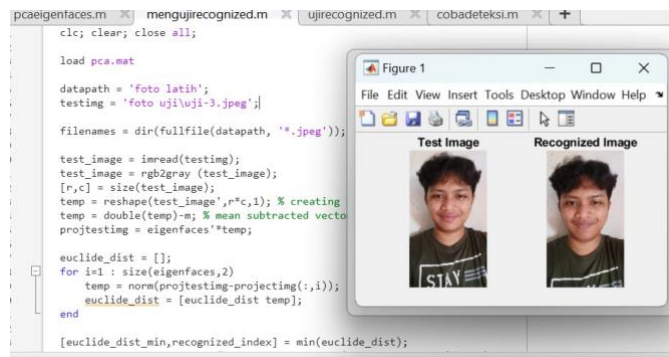 pcaeigenfaces.m mengujirecognized.m ujirecognized.m cobadeteksi.m
clc; clear; close all;
load pca.mat
datapath = 'foto latih';
testimg = 'foto uji\uji-3.jpeg';
filenames = dir(fullfile(datapath, '*.jpeg'));
test_image = imread(testimg);
test_image = rgb2gray (test_image);
[r,c] = size(test_image);
temp = reshape(test_image',r*c,1); % creating
temp = double(temp)-m; % mean subtracted vecto
projtestimg = eigenfaces'*temp;
euclide_dist = [];
for i=1 : size(eigenfaces,2)
temp = norm(projtestimg-projectimg(:,i));
euclide_dist = [euclide_dist temp];
end
[euclide_dist_min,recognized_index] = min(euclide_dist);
Figure 1
File Edit View Insert Tools Desktop Window Help
Test Image Recognized Image
STAY